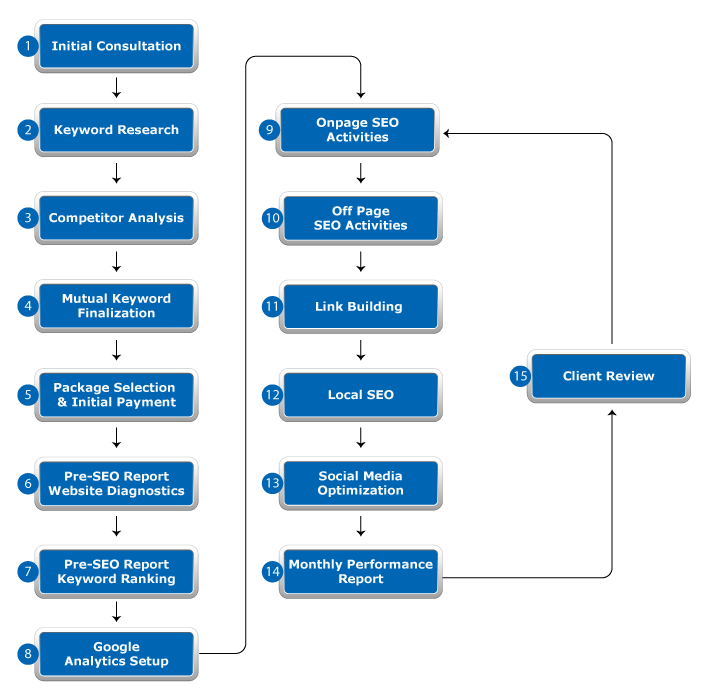 1
Initial Consultation
2
Keyword Research
3
Competitor Analysis
4
Mutual Keyword
Finalization
5
Package Selection
& Initial Payment
6
Pre-SEO Report
Website Diagnostics
7
Pre-SEO Report
Keyword Ranking
8
Google
Analytics Setup
9
Onpage SEO
Activities
10
Off Page
SEO Activities
11
Link Building
12
Local SEO
13
Social Media
Optimization
14
Monthly Performance
Report
15
Client Review